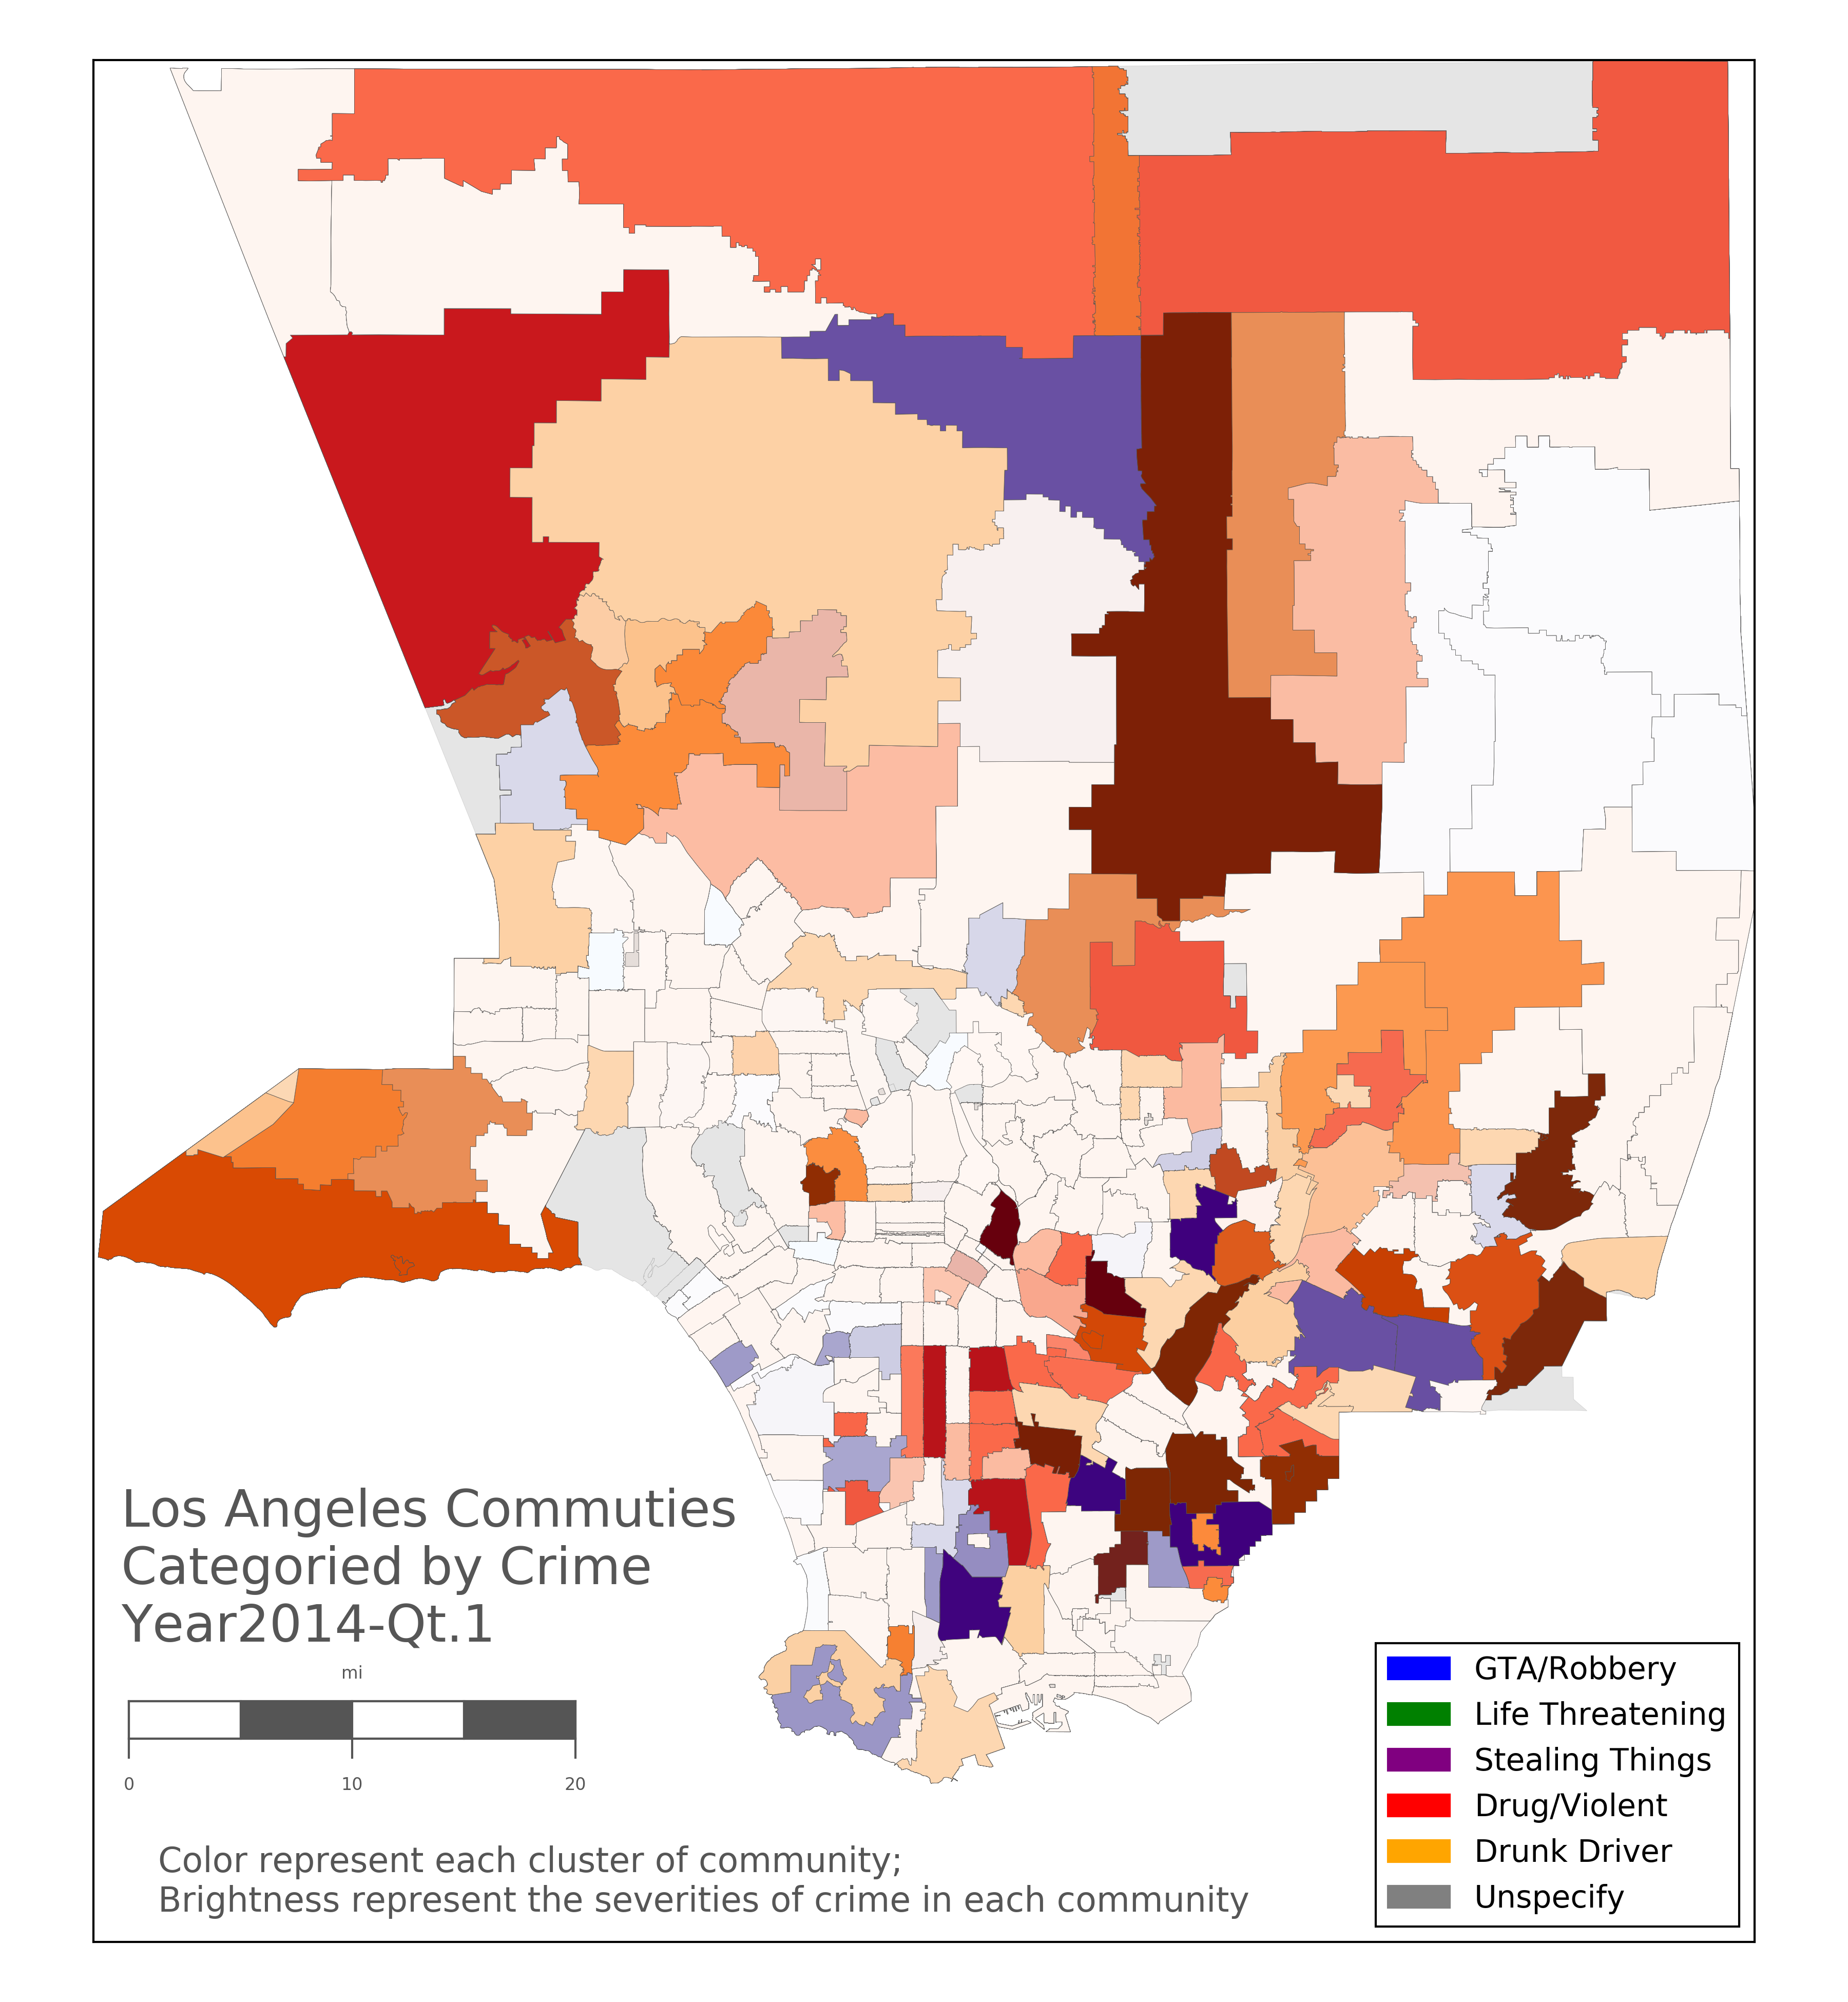 Los Angeles Commuties
Categoried by Crime
Year2014-Qt.1
mi
0 10 20
Color represent each cluster of community;
Brightness represent the severities of crime in each community
GTA/Robbery
Life Threatening
Stealing Things
Drug/Violent
Drunk Driver
Unspecify